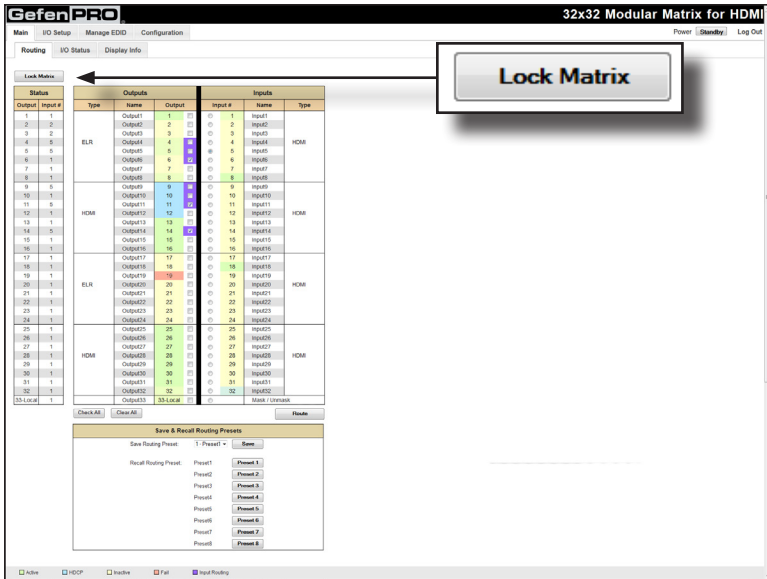 Gefen PRO 32x32 Modular Matrix for HDMI
Main I/O Setup Manage EDID Configuration Power Standby Log Out
Routing I/O Status Display Info
Lock Matrix
Lock Matrix
Status Outputs Inputs
Output Input # Type Name Output Input # Name Type
1 1 Output1 1 1 Input1
2 2 Output2 2 2 Input2
3 2 Output3 3 3 Input3
4 5 ELR Output4 4 4 Input4 HDMI
5 5 Output5 5 5 Input5
6 1 Output6 6 6 Input6
7 1 Output7 7 7 Input7
8 1 Output8 8 8 Input8
9 5 Output9 9 9 Input9
10 1 Output10 10 10 Input10
11 Output11 11 11 Input11
12 1 HDMI Output12 12 12 Input12 HDMI
13 1 Output13 13 13 Input13
14 5 Output14 14 14 Input14
15 1 Output15 15 15 Input15
16 1 Output16 16 16 Input16
17 1 Output17 17 17 Input17
18 1 Output18 18 18 Input18
19 1 Output19 19 19 Input19
20 1 ELR Output20 20 20 Input20 HDMI
21 1 Output21 21 21 Input21
22 1 Output22 22 22 Input22
23 1 Output23 23 23 Input23
24 1 Output24 24 24 Input24
25 1 Output25 25 25 Input25
26 1 Output26 26 26 Input26
27 1 Output27 27 27 Input27
28 1 HDMI Output28 28 28 Input28 HDMI
29 1 Output29 29 29 Input29
30 1 Output30 30 30 Input30
31 1 Output31 31 31 Input31
32 1 Output32 32 32 Input32
33-Local 1 Output33 33-Local Mask / Unmask
Check All Clear All Route
Save & Recall Routing Presets
Save Routing Preset: 1 - Preset1 Save
Recall Routing Preset: Preset1 Preset 1
Preset2 Preset 2
Preset3 Preset 3
Preset4 Preset 4
Preset5 Preset 5
Preset6 Preset 6
Preset7 Preset 7
Preset8 Preset 8
Active HDCP Inactive Fail Input Routing